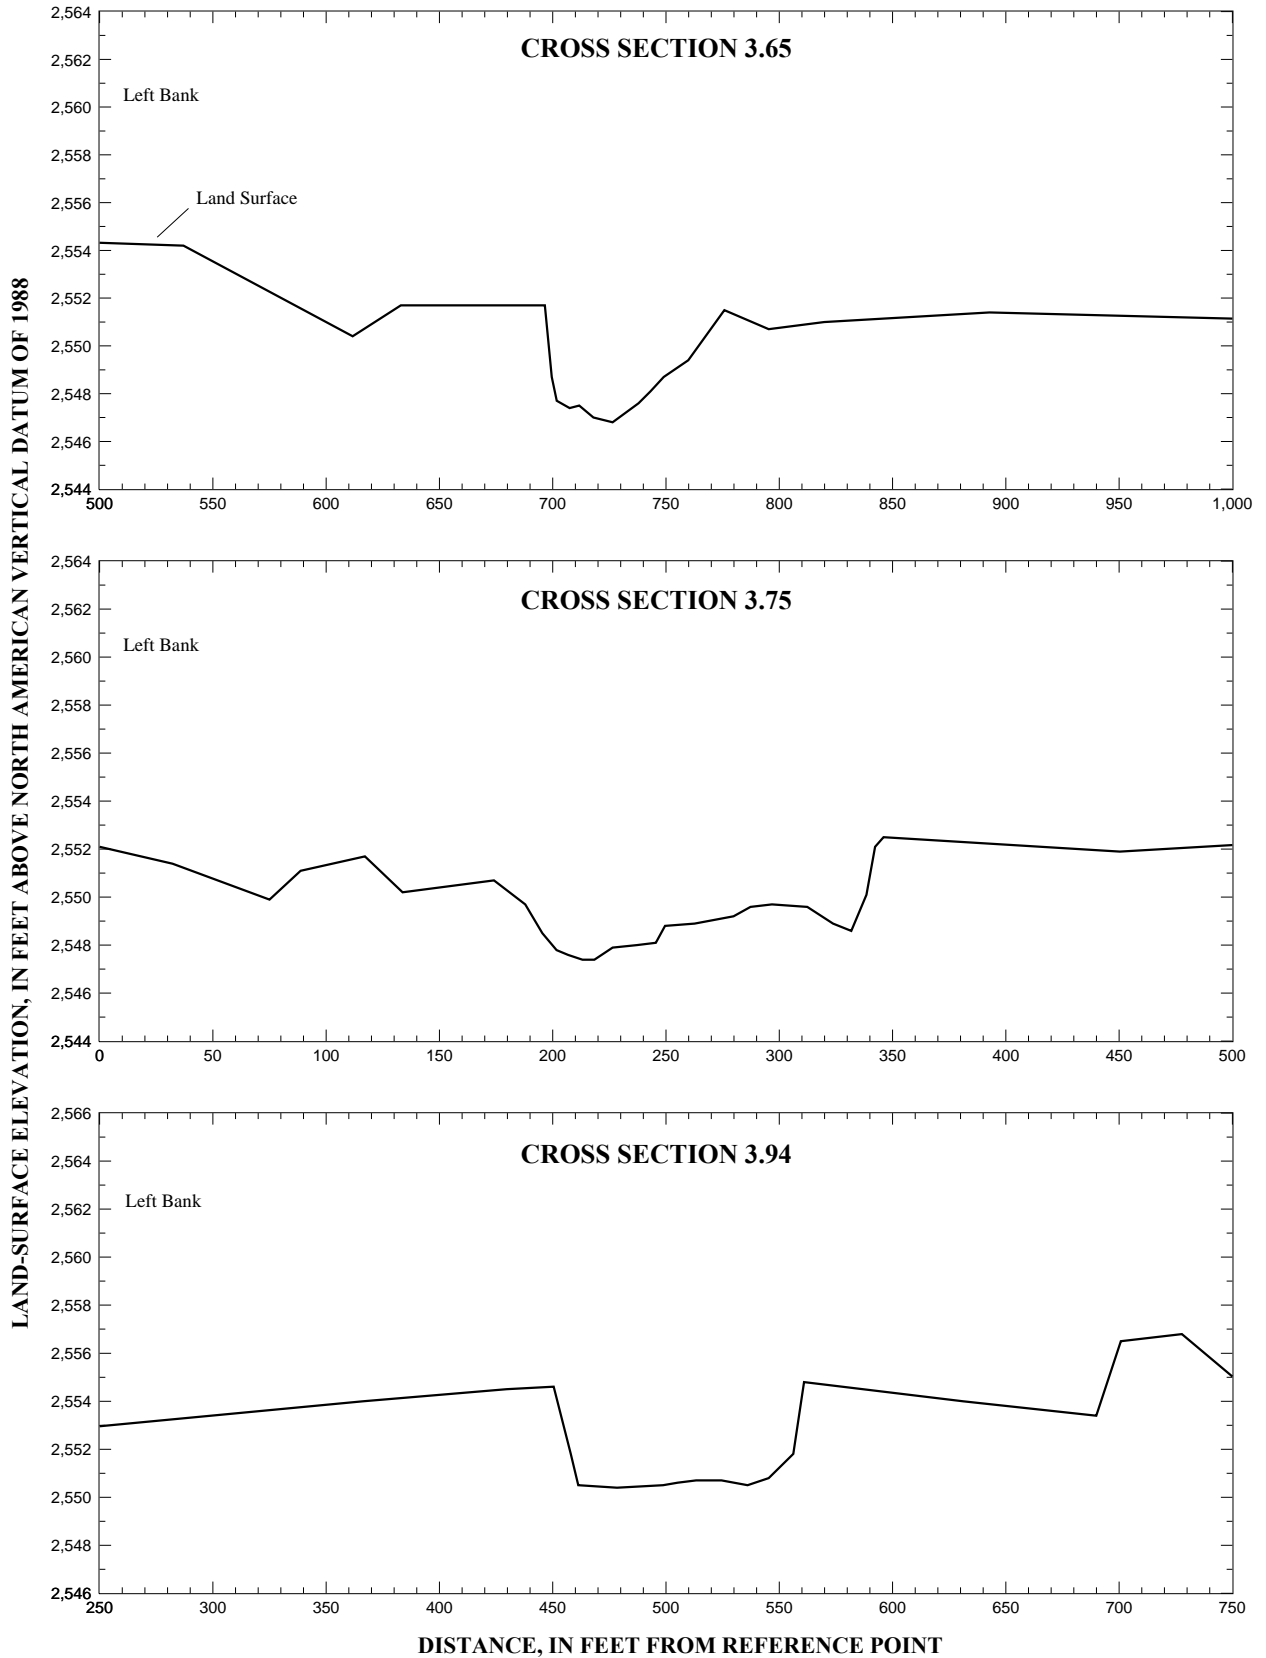 LAND-SURFACE ELEVATION, IN FEET ABOVE NORTH AMERICAN VERTICAL DATUM OF 1988
CROSS SECTION 3.65
Left Bank
Land Surface
2,564
2,562
2,560
2,558
2,556
2,554
2,552
2,550
2,548
2,546
2,544
500 550 600 650 700 750 800 850 900 950 1,000
CROSS SECTION 3.75
Left Bank
2,564
2,562
2,560
2,558
2,556
2,554
2,552
2,550
2,548
2,546
2,544
0 50 100 150 200 250 300 350 400 450 500
CROSS SECTION 3.94
Left Bank
2,566
2,564
2,562
2,560
2,558
2,556
2,554
2,552
2,550
2,548
2,546
250 300 350 400 450 500 550 600 650 700 750
DISTANCE, IN FEET FROM REFERENCE POINT